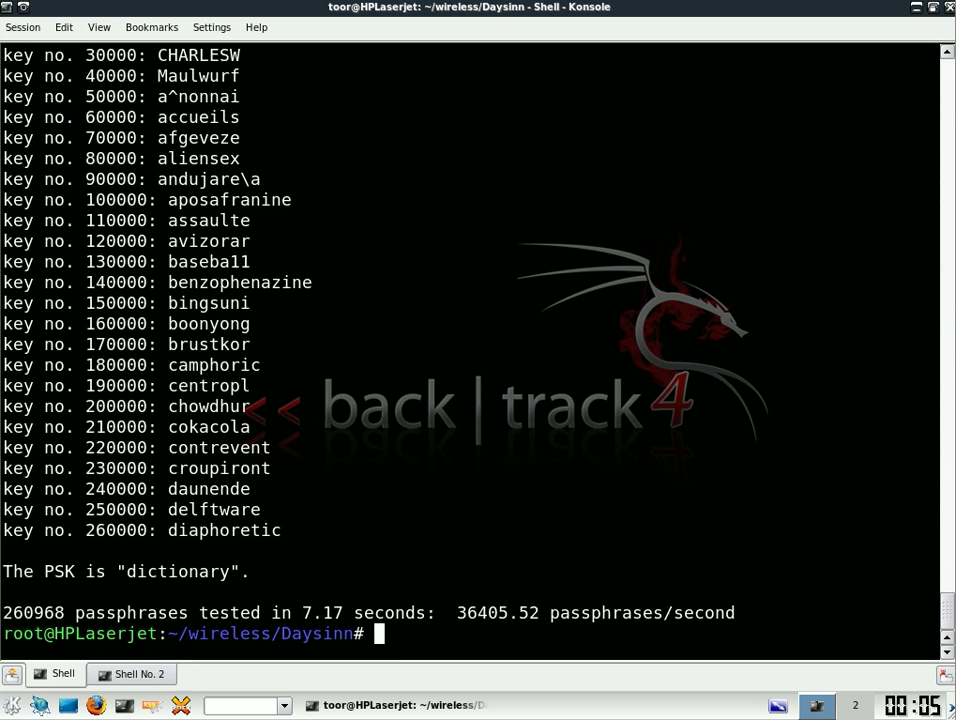 toor@HPLaserjet: ~/wireless/Daysinn - Shell - Konsole
Session Edit View Bookmarks Settings Help
key no. 30000: CHARLESW
key no. 40000: Maulwurf
key no. 50000: a^nonnai
key no. 60000: accueils
key no. 70000: afgeveze
key no. 80000: aliensex
key no. 90000: andujare\a
key no. 100000: aposafranine
key no. 110000: assaulte
key no. 120000: avizorar
key no. 130000: baseba11
key no. 140000: benzophenazine
key no. 150000: bingsuni
key no. 160000: boonyong
key no. 170000: brustkor
key no. 180000: camphoric
key no. 190000: centropl
key no. 200000: chowdhur
key no. 210000: cokacola
key no. 220000: contrevent
key no. 230000: croupiront
key no. 240000: daunende
key no. 250000: delftware
key no. 260000: diaphoretic
<< back | track 4
The PSK is "dictionary".
260968 passphrases tested in 7.17 seconds: 36405.52 passphrases/second
root@HPLaserjet:~/wireless/Daysinn#
Shell Shell No. 2
toor@HPLaserjet: ~/wireless/D 2 00:05